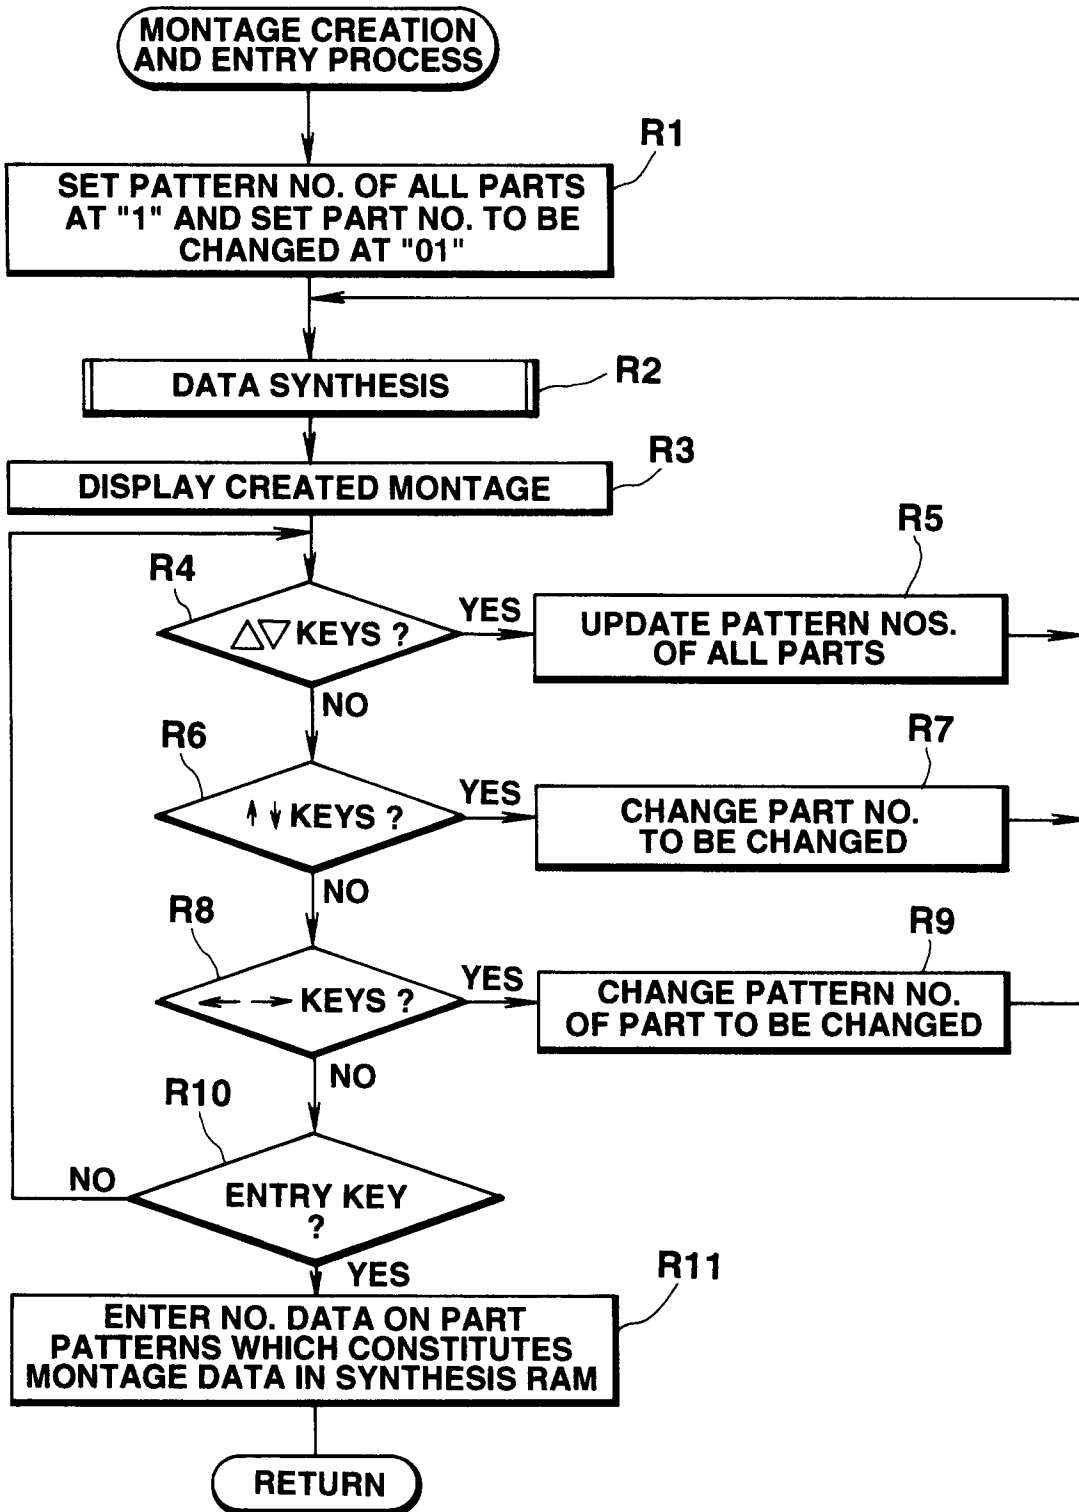 MONTAGE CREATION
AND ENTRY PROCESS
R1
SET PATTERN NO. OF ALL PARTS
AT "1" AND SET PART NO. TO BE
CHANGED AT "01"
R2
DATA SYNTHESIS
R3
DISPLAY CREATED MONTAGE
R4
△▽ KEYS ?
YES
R5
UPDATE PATTERN NOS.
OF ALL PARTS
NO
R6
↑ ↓ KEYS ?
YES
R7
CHANGE PART NO.
TO BE CHANGED
NO
R8
← → KEYS ?
YES
R9
CHANGE PATTERN NO.
OF PART TO BE CHANGED
NO
R10
NO
ENTRY KEY
?
YES
R11
ENTER NO. DATA ON PART
PATTERNS WHICH CONSTITUTES
MONTAGE DATA IN SYNTHESIS RAM
RETURN